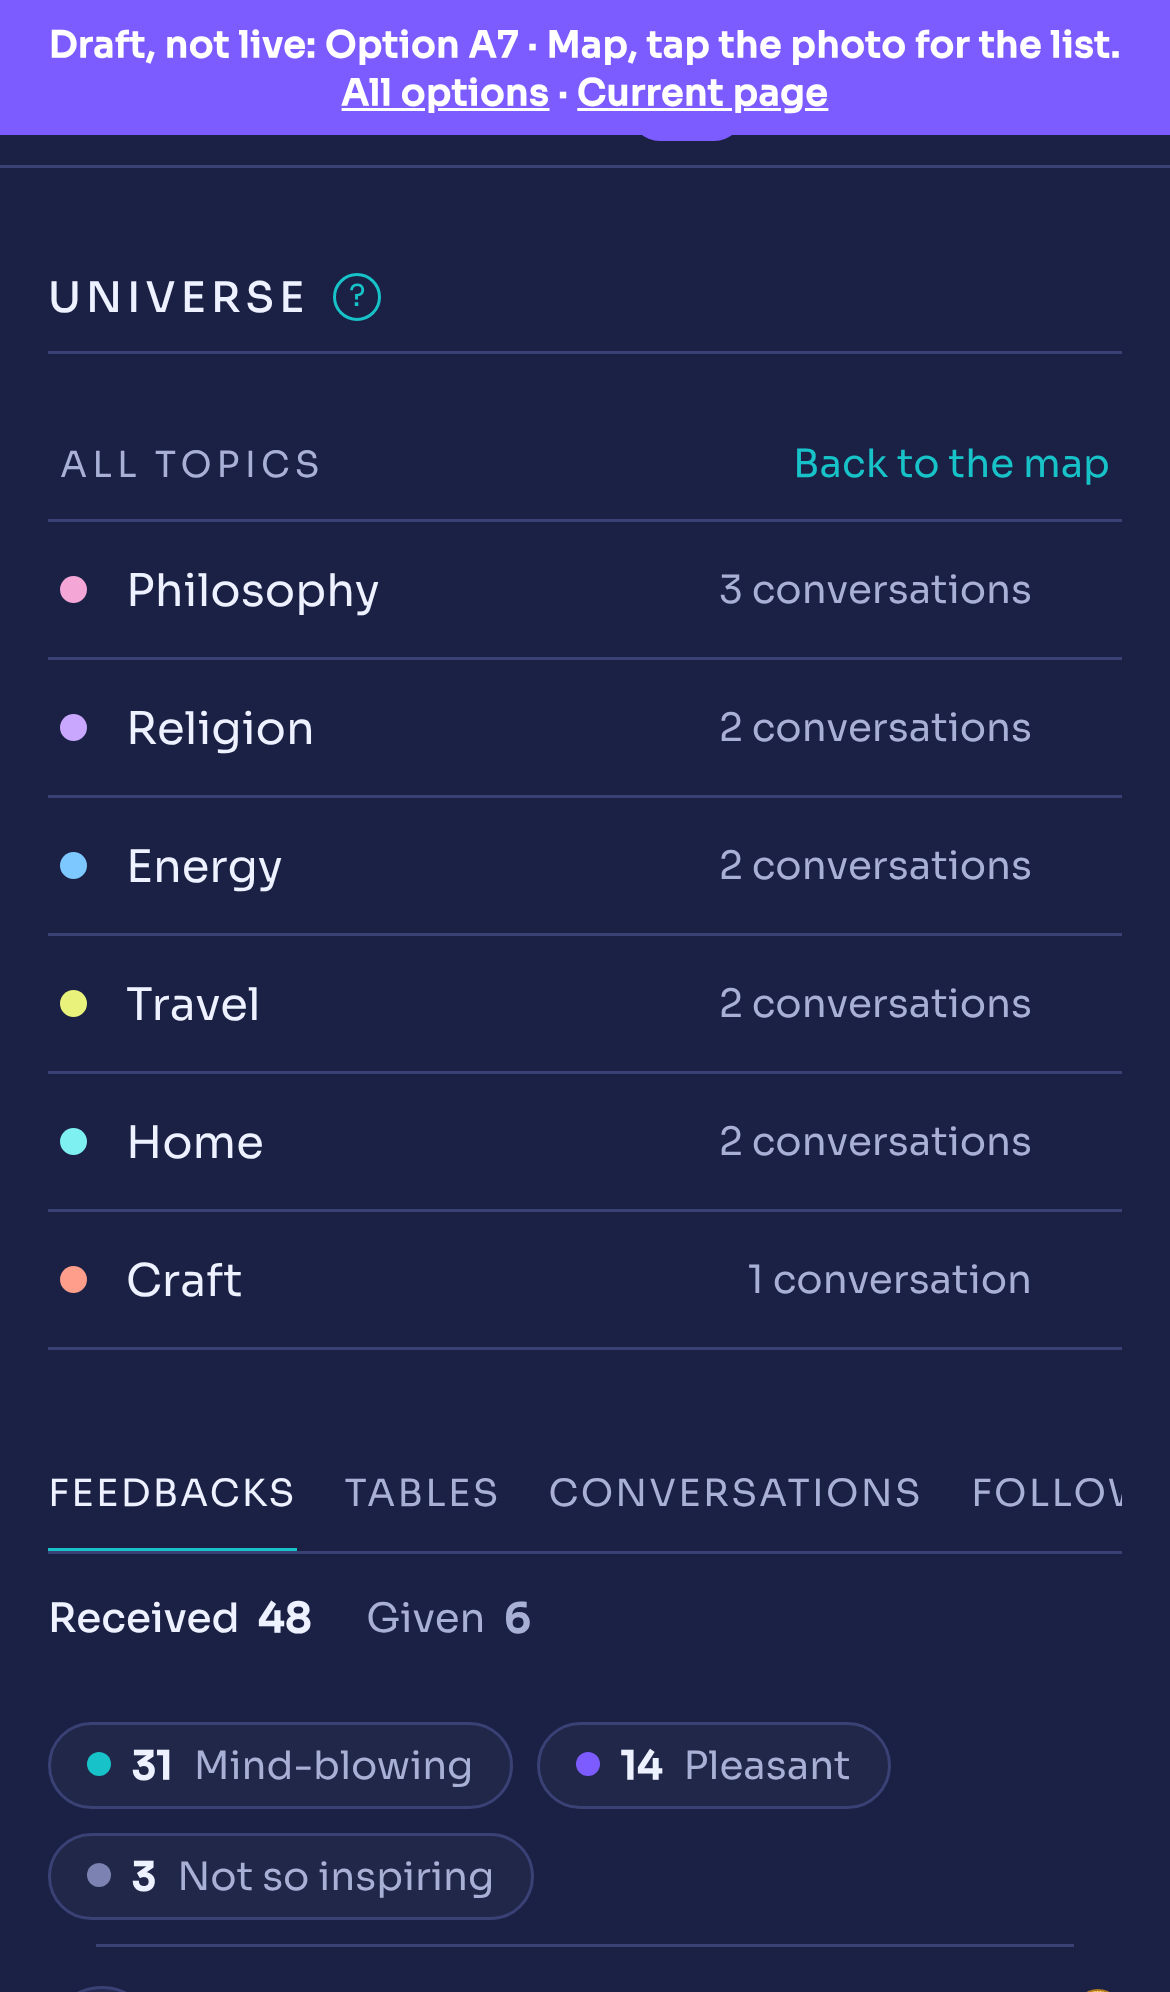 Draft, not live: Option A7 · Map, tap the photo for the list.
All options · Current page
UNIVERSE ?
ALL TOPICS Back to the map
Philosophy 3 conversations
Religion 2 conversations
Energy 2 conversations
Travel 2 conversations
Home 2 conversations
Craft 1 conversation
FEEDBACKS TABLES CONVERSATIONS
Received 48 Given 6
31 Mind-blowing 14 Pleasant
3 Not so inspiring